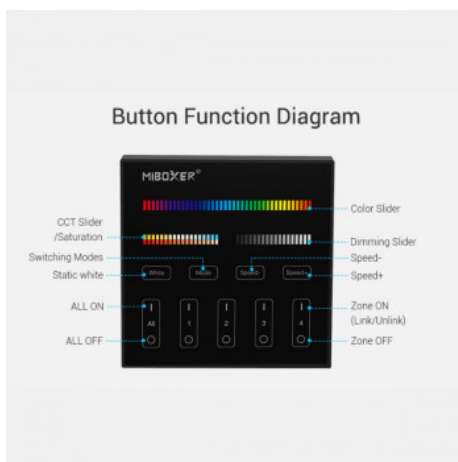 Button Function Diagram
MIBOXER®
Color Slider
CCT Slider
/Saturation
Dimming Slider
Switching Modes
Speed-
Static white
Speed+
White
Mode
Speed-
Speed+
ALL ON
Zone ON
(Link/Unlink)
All
1
2
3
4
ALL OFF
Zone OFF